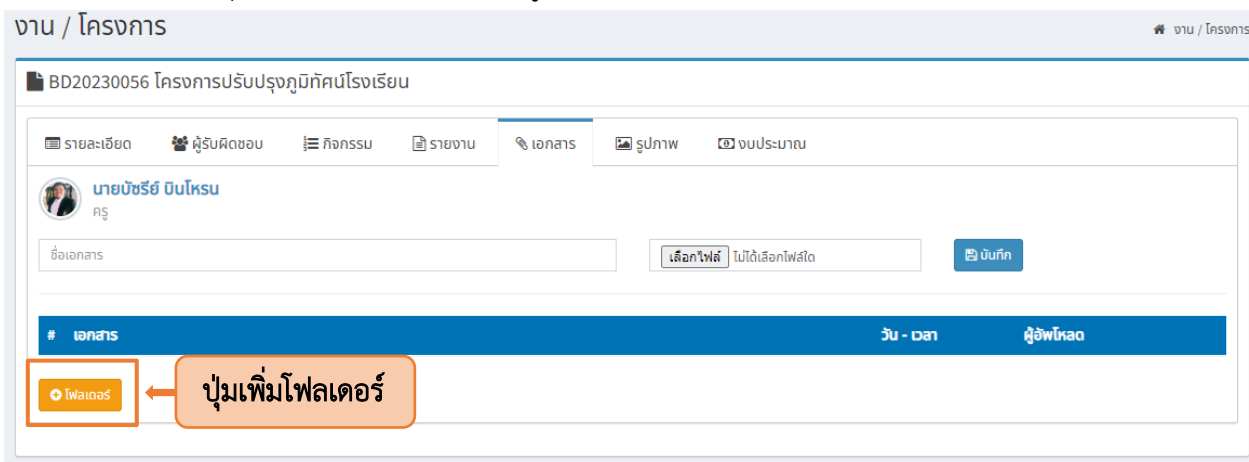 งาน / โครงการ
งาน / โครงการ
BD20230056 โครงการปรับปรุงภูมิทัศน์โรงเรียน
รายละเอียด ผู้รับผิดชอบ กิจกรรม รายงาน เอกสาร รูปภาพ งบประมาณ
นายบัซรีย์ บินโหรน
ครู
ชื่อเอกสาร เลือกไฟล์ ไม่ได้เลือกไฟล์ใด บันทึก
# เอกสาร วัน - เวลา ผู้อัพโหลด
โฟลเดอร์ ปุ่มเพิ่มโฟลเดอร์